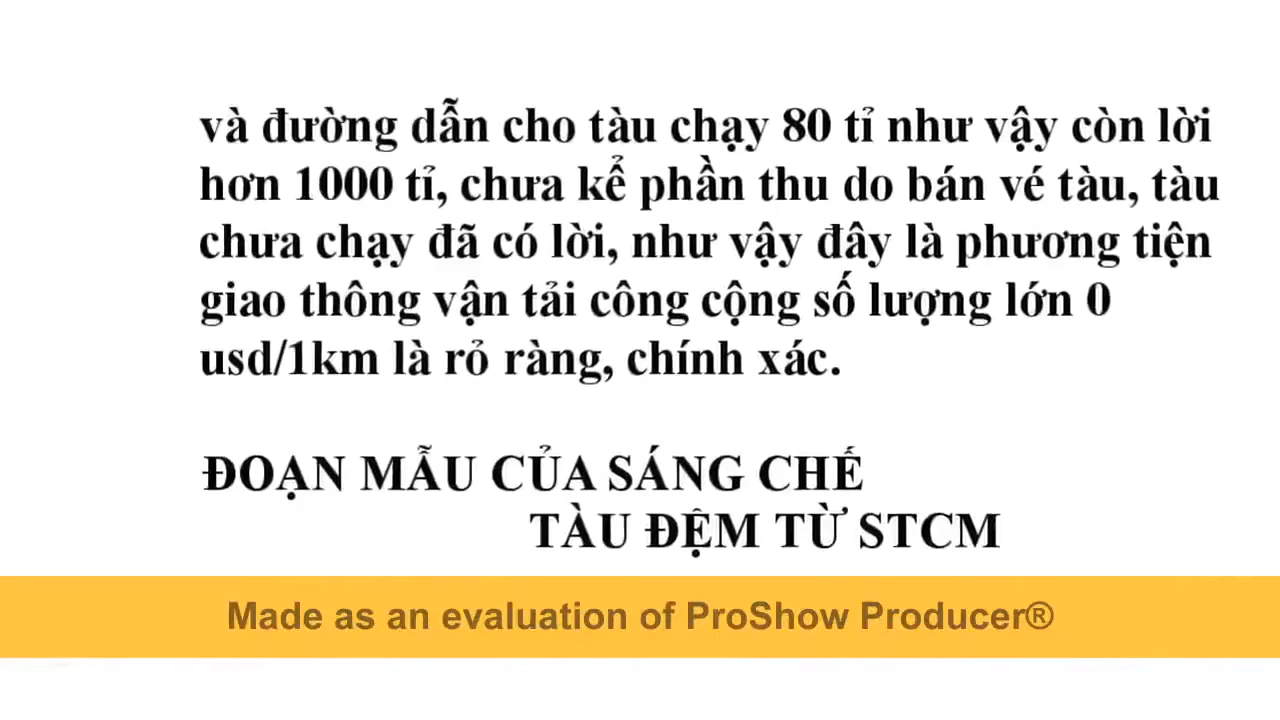 và đường dẫn cho tàu chạy 80 tỉ như vậy còn lời
hơn 1000 tỉ, chưa kể phần thu do bán vé tàu, tàu
chưa chạy đã có lời, như vậy đây là phương tiện
giao thông vận tải công cộng số lượng lớn 0
usd/1km là rỏ ràng, chính xác.
ĐOẠN MẪU CỦA SÁNG CHẾ
TÀU ĐỆM TỪ STCM
Made as an evaluation of ProShow Producer®